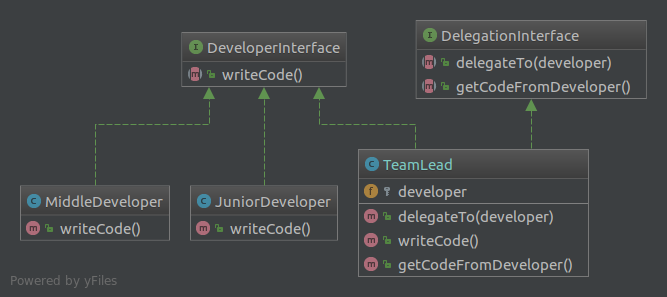 DeveloperInterface
writeCode()
DelegationInterface
delegateTo(developer)
getCodeFromDeveloper()
MiddleDeveloper
writeCode()
JuniorDeveloper
writeCode()
TeamLead
developer
delegateTo(developer)
writeCode()
getCodeFromDeveloper()
Powered by yFiles